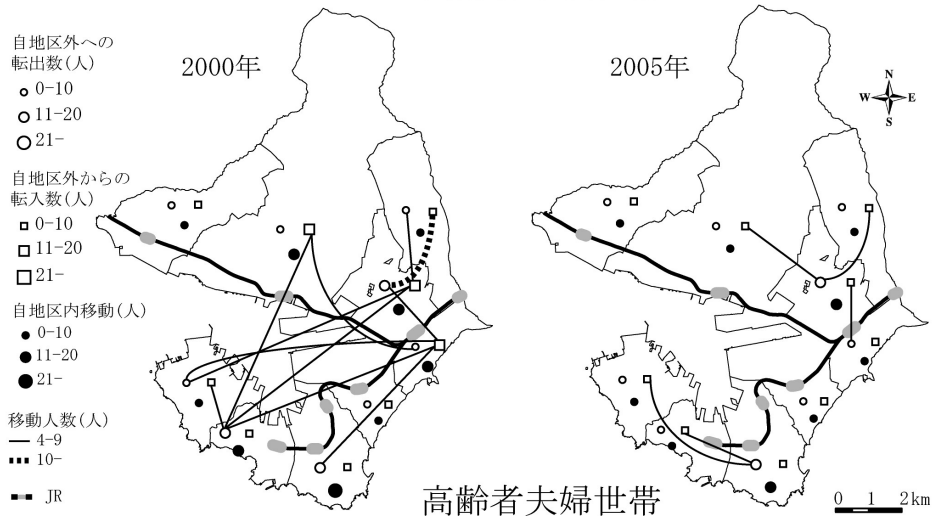 自地区外への
転出数(人)
0-10
11-20
21-
自地区外からの
転入数(人)
0-10
11-20
21-
自地区内移動(人)
0-10
11-20
21-
移動人数(人)
4-9
10-
JR
2000年
2005年
N
W E
S
高齢者夫婦世帯
0 1 2km